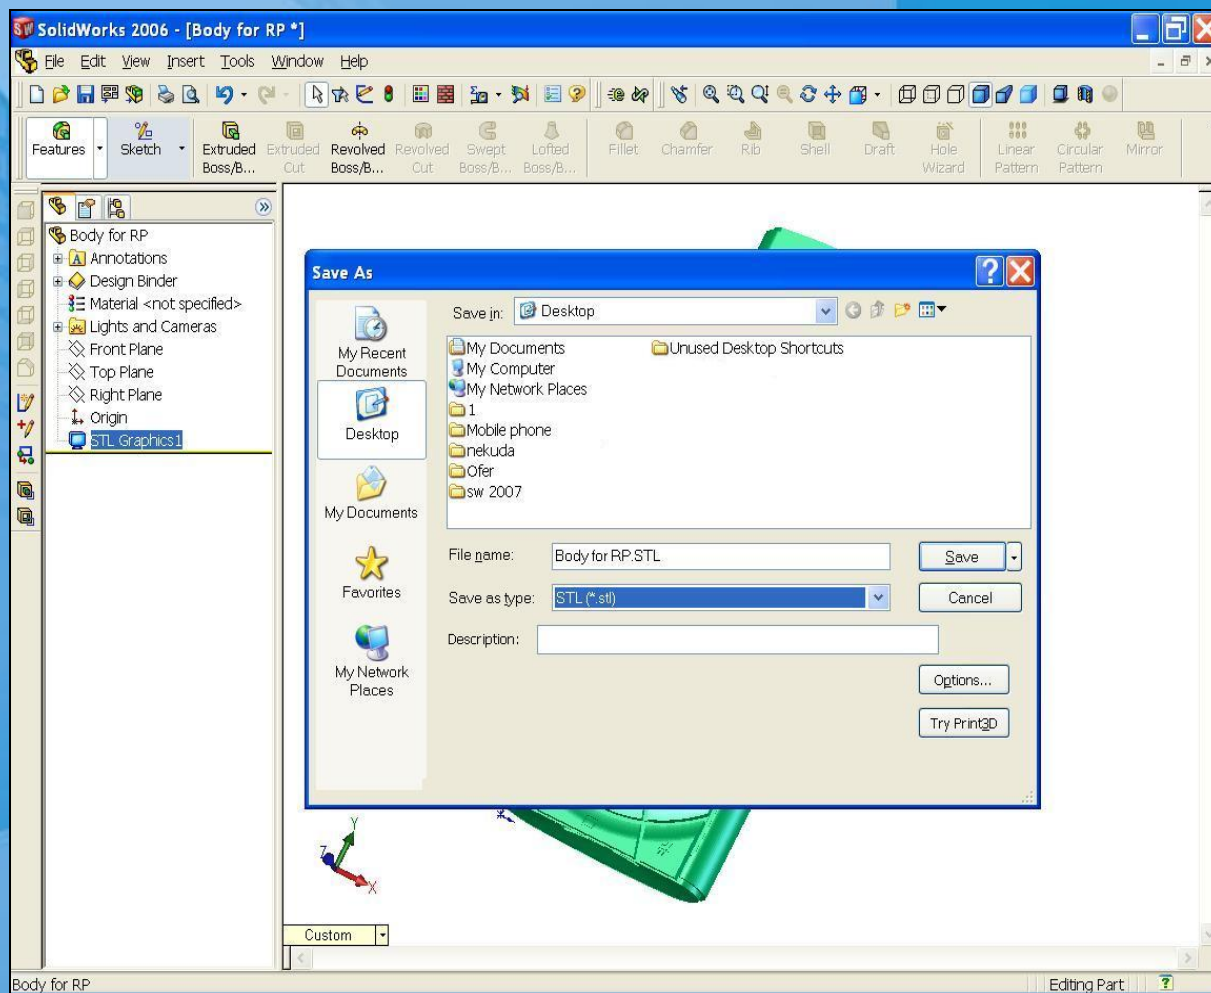 SolidWorks 2006 - [Body for RP *]
File Edit View Insert Tools Window Help
Features Sketch Extruded Boss/B... Extruded Cut Revolved Boss/B... Revolved Cut Swept Boss/B... Lofted Boss/B... Fillet Chamfer Rib Shell Draft Hole Wizard Linear Pattern Circular Pattern Mirror
Body for RP
Annotations
Design Binder
Material <not specified>
Lights and Cameras
Front Plane
Top Plane
Right Plane
Origin
STL Graphics1
Save As
Save in: Desktop
My Recent Documents
Desktop
My Documents
Favorites
My Network Places
My Documents
My Computer
My Network Places
1
Mobile phone
nekuda
Ofer
sw 2007
Unused Desktop Shortcuts
File name: Body for RP.STL Save
Save as type: STL (*.stl) Cancel
Description:
Options...
Try Print3D
Y
Z
X
Custom
Body for RP Editing Part